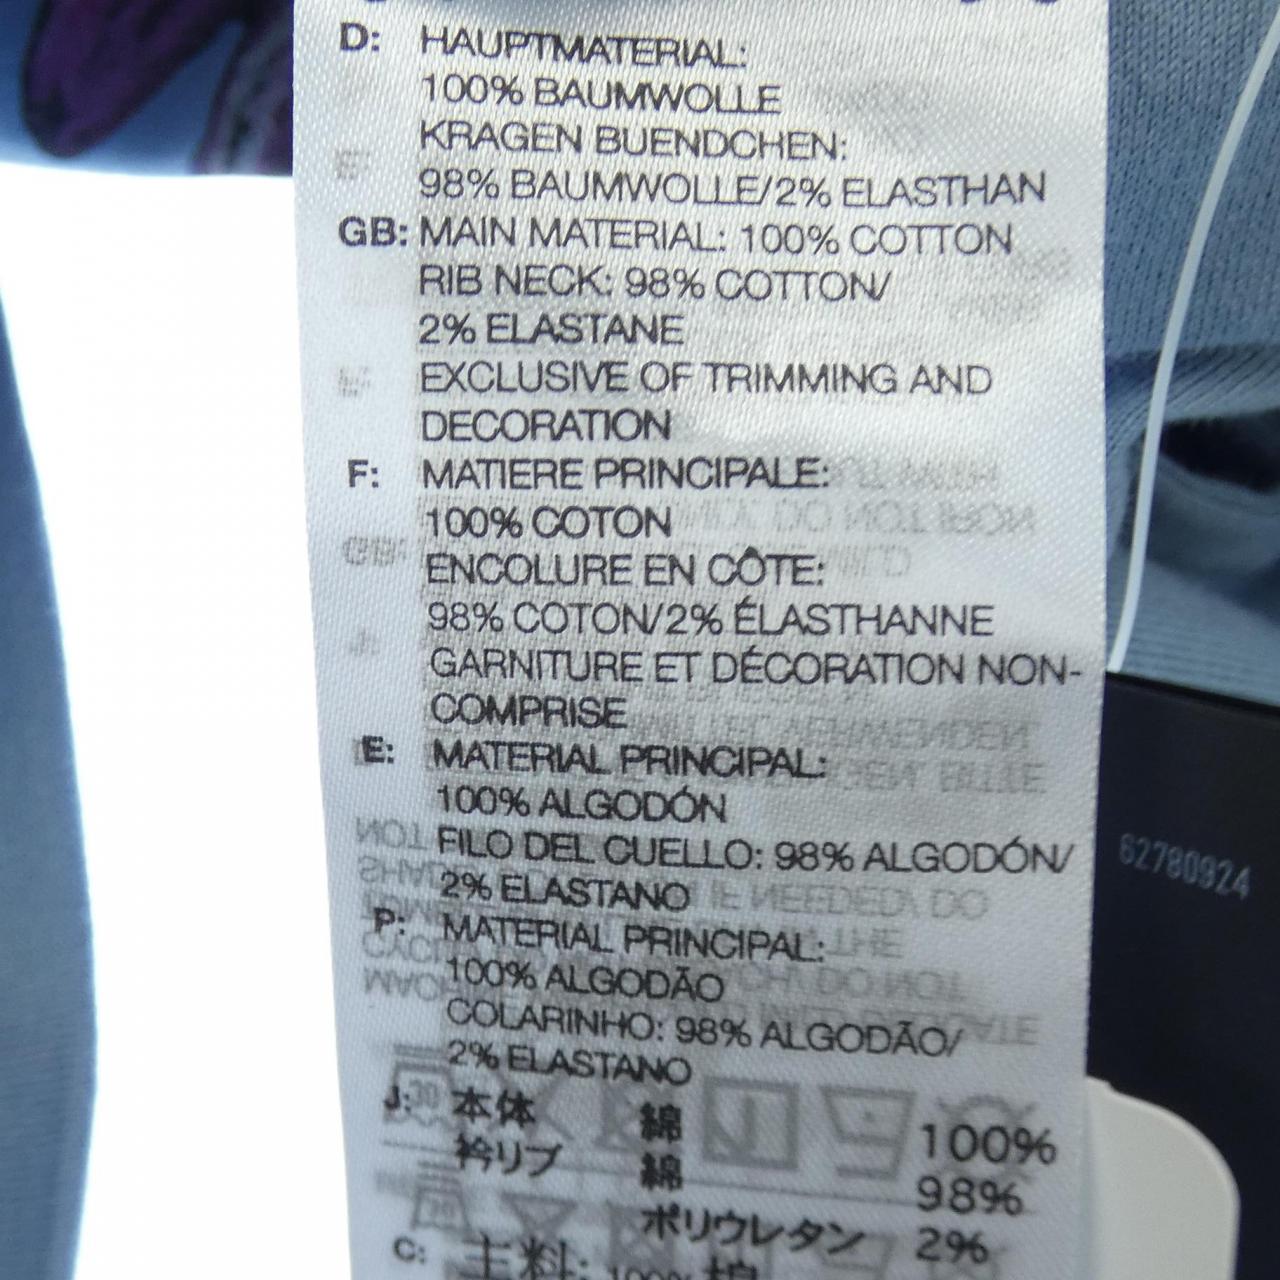 D: HAUPTMATERIAL:
100% BAUMWOLLE
KRAGEN BUENDCHEN:
98% BAUMWOLLE/2% ELASTHAN
GB: MAIN MATERIAL: 100% COTTON
RIB NECK: 98% COTTON/
2% ELASTANE
EXCLUSIVE OF TRIMMING AND
DECORATION
F: MATIERE PRINCIPALE:
100% COTON
ENCOLURE EN CÔTE:
98% COTON/2% ÉLASTHANNE
GARNITURE ET DÉCORATION NON-
COMPRISE
E: MATERIAL PRINCIPAL:
100% ALGODÓN
FILO DEL CUELLO: 98% ALGODÓN/
2% ELASTANO
P: MATERIAL PRINCIPAL:
100% ALGODÃO
COLARINHO: 98% ALGODÃO/
2% ELASTANO
J: 本体 綿 100%
衿リブ 綿 98%
ポリウレタン 2%
C: 主料: 100% 棉
62780924